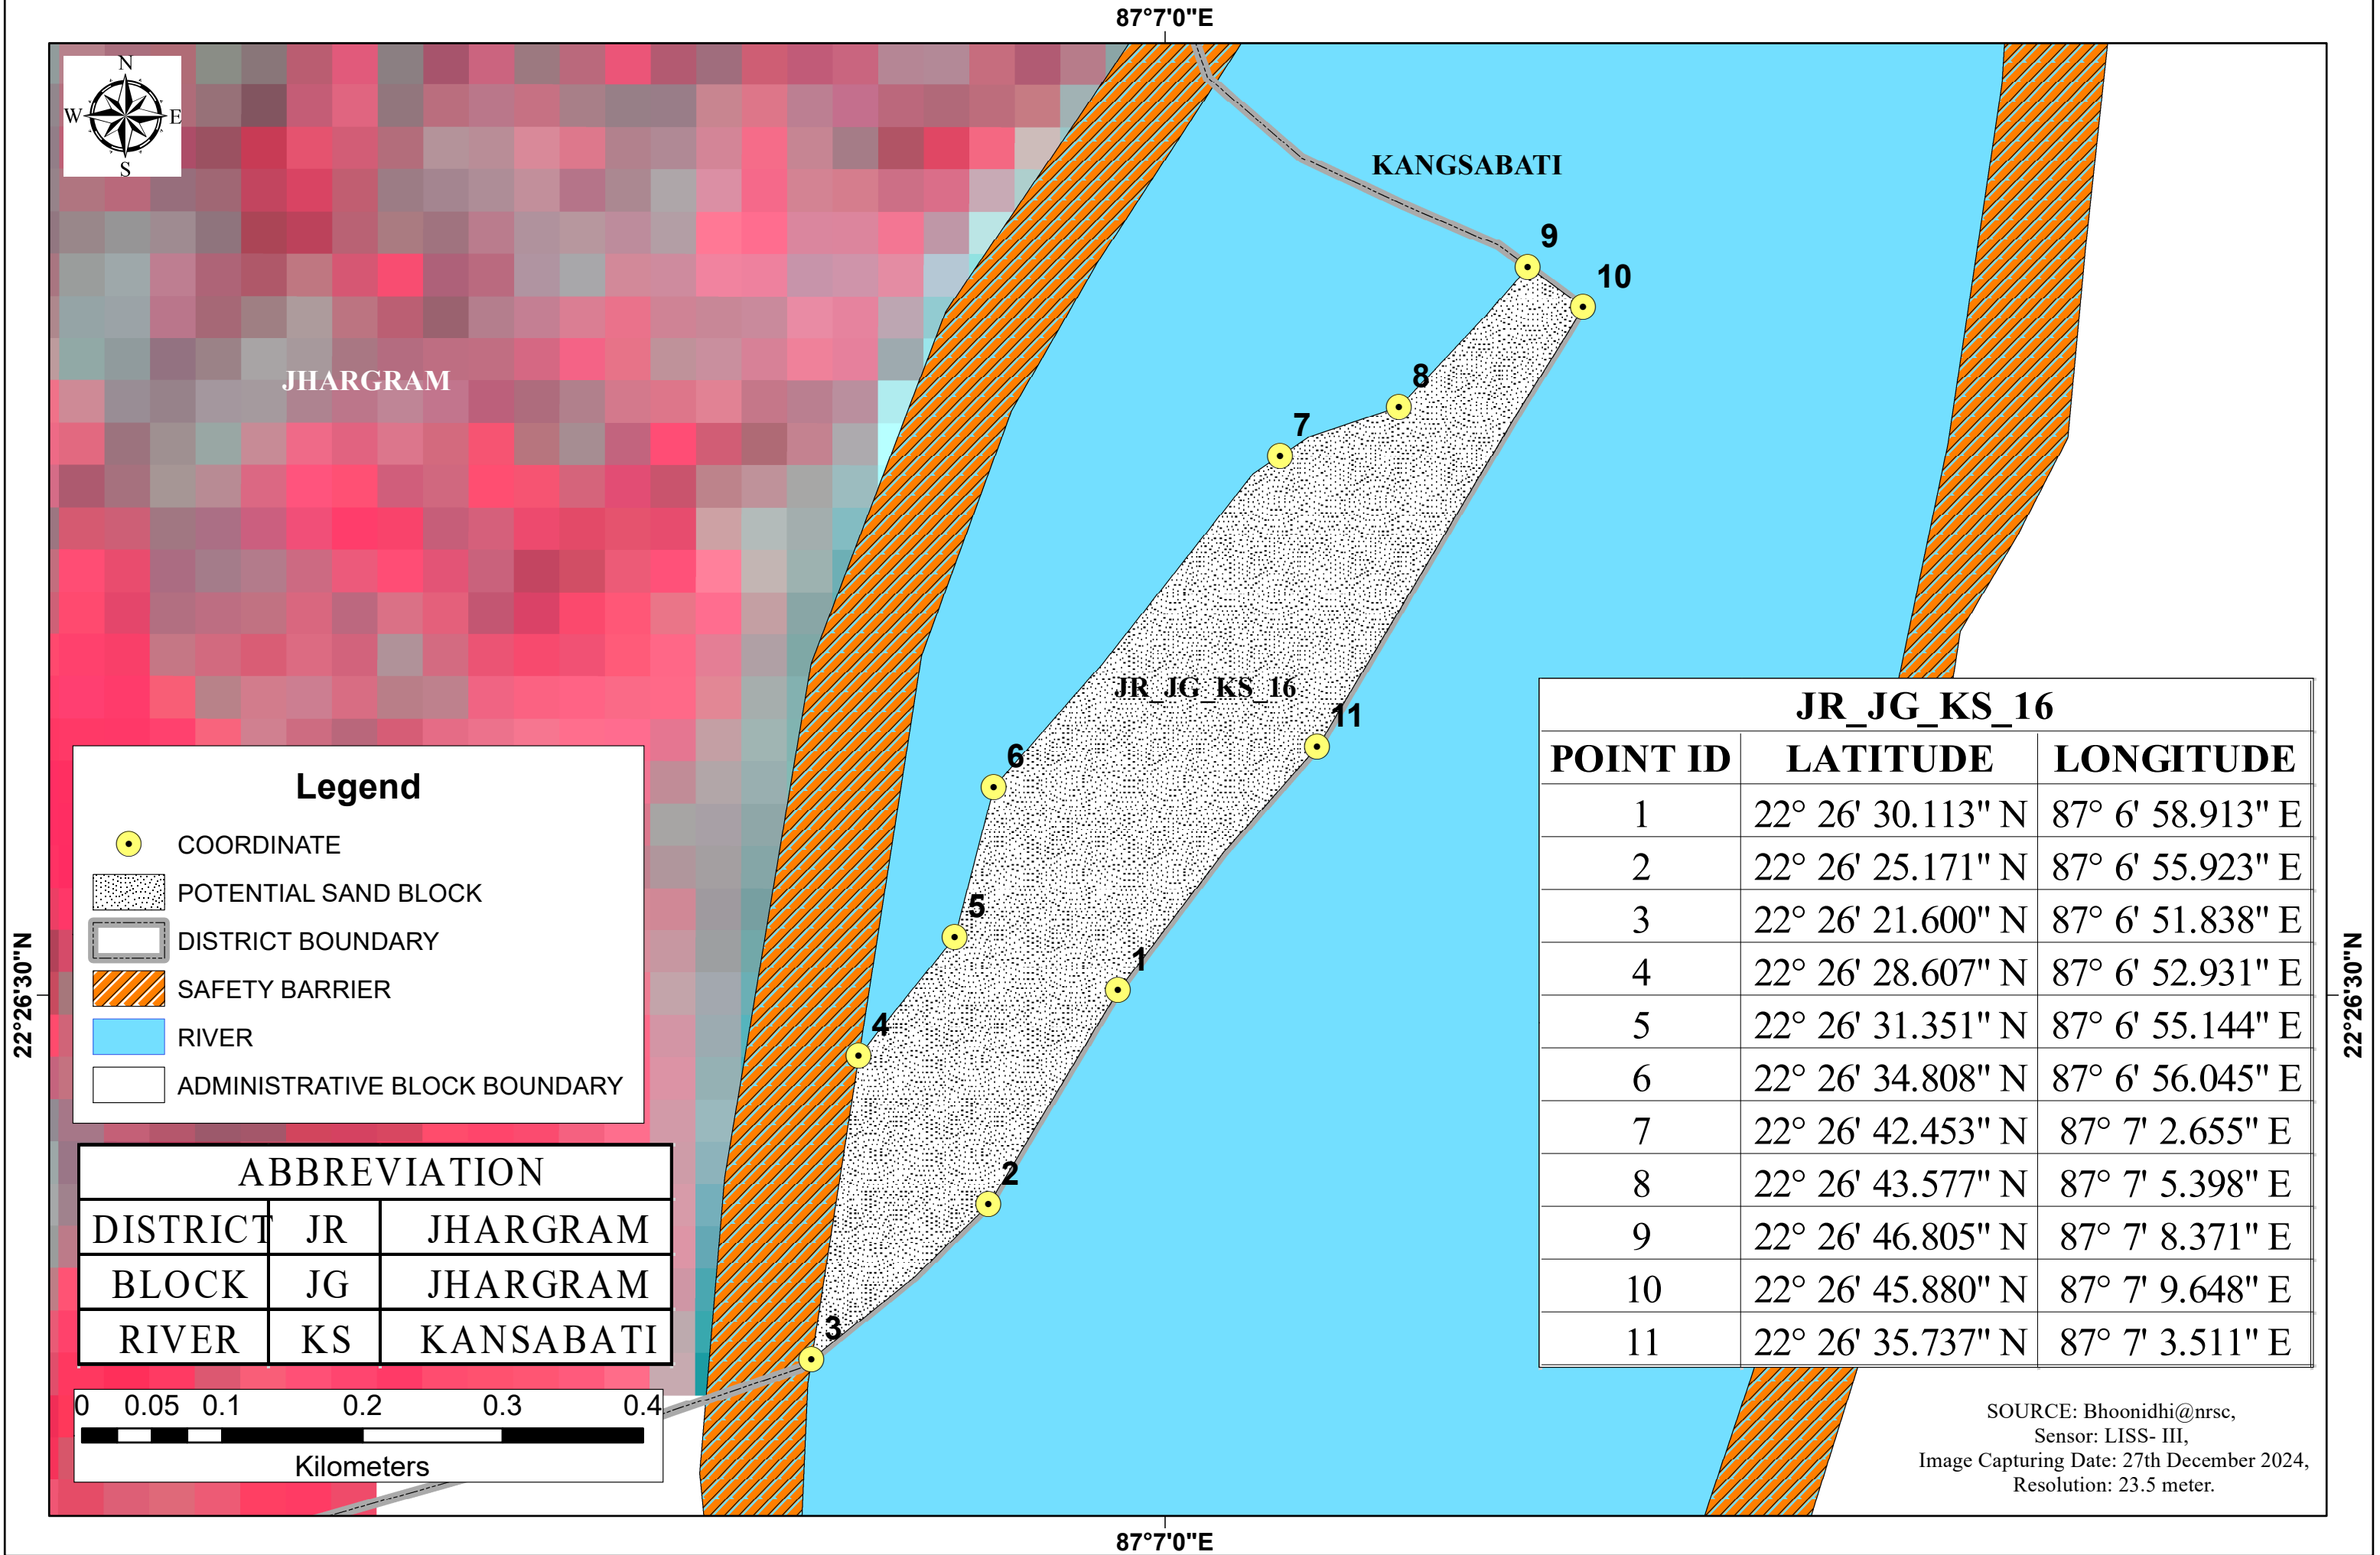 87°7'0"E
N
W E
S
KANGSABATI
9
10
JHARGRAM
8
7
JR_JG_KS_16
11
6
5
1
4
2
3
22°26'30"N
22°26'30"N
Legend
COORDINATE
POTENTIAL SAND BLOCK
DISTRICT BOUNDARY
SAFETY BARRIER
RIVER
ADMINISTRATIVE BLOCK BOUNDARY
ABBREVIATION
DISTRICT JR JHARGRAM
BLOCK JG JHARGRAM
RIVER KS KANSABATI
0 0.05 0.1 0.2 0.3 0.4
Kilometers
JR_JG_KS_16
POINT ID LATITUDE LONGITUDE
1 22° 26' 30.113" N 87° 6' 58.913" E
2 22° 26' 25.171" N 87° 6' 55.923" E
3 22° 26' 21.600" N 87° 6' 51.838" E
4 22° 26' 28.607" N 87° 6' 52.931" E
5 22° 26' 31.351" N 87° 6' 55.144" E
6 22° 26' 34.808" N 87° 6' 56.045" E
7 22° 26' 42.453" N 87° 7' 2.655" E
8 22° 26' 43.577" N 87° 7' 5.398" E
9 22° 26' 46.805" N 87° 7' 8.371" E
10 22° 26' 45.880" N 87° 7' 9.648" E
11 22° 26' 35.737" N 87° 7' 3.511" E
SOURCE: Bhoonidhi@nrsc,
Sensor: LISS- III,
Image Capturing Date: 27th December 2024,
Resolution: 23.5 meter.
87°7'0"E